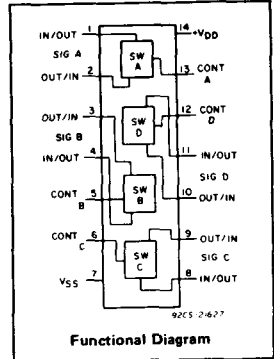 IN/OUT 1 14 +VDD
SIG A
SW A
OUT/IN 2 13 CONT A
OUT/IN 3 12 CONT D
SIG B
SW D
IN/OUT 4 11 IN/OUT
SIG D
CONT B 5 SW B 10 OUT/IN
CONT C 6 9 OUT/IN
SW C
SIG C
VSS 7 8 IN/OUT
92CS-21627
Functional Diagram